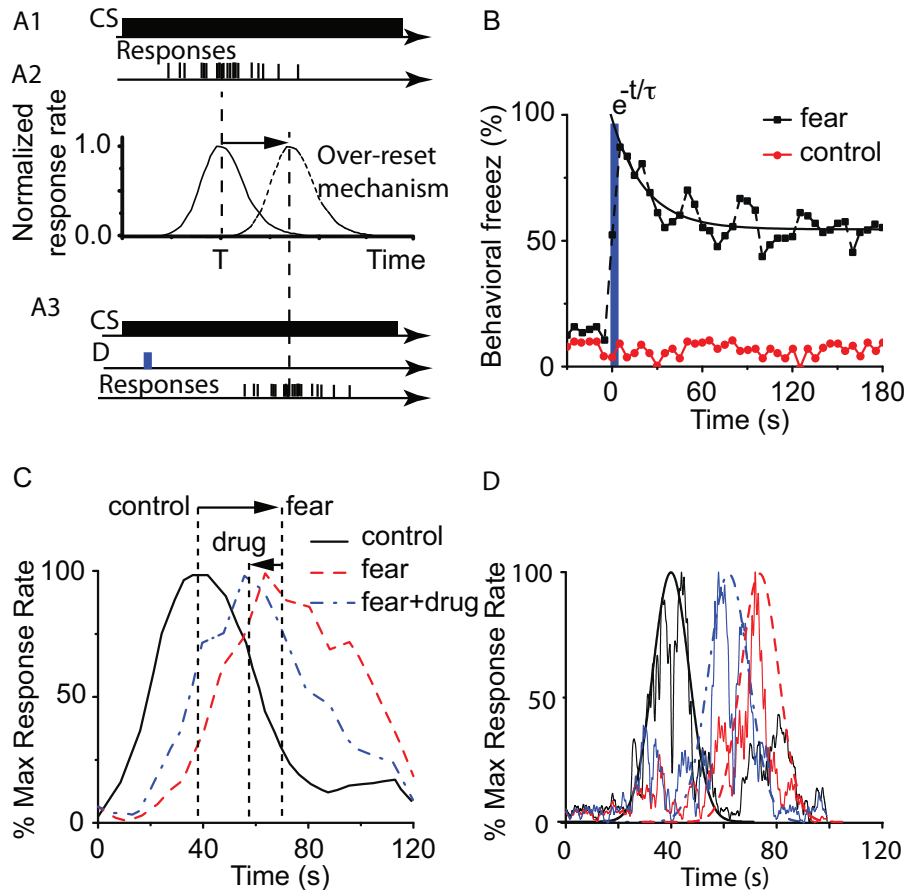 A1
CS
Responses
A2
Normalized
response rate
1.0
0.0
Over-reset
mechanism
T
Time
A3
CS
D
Responses
B
e-t/τ
fear
control
Behavioral freeez (%)
100
50
0
0 60 120 180
Time (s)
C
control
fear
drug
control
fear
fear+drug
% Max Response Rate
100
50
0
0 40 80 120
Time (s)
D
% Max Response Rate
100
50
0
0 40 80 120
Time (s)